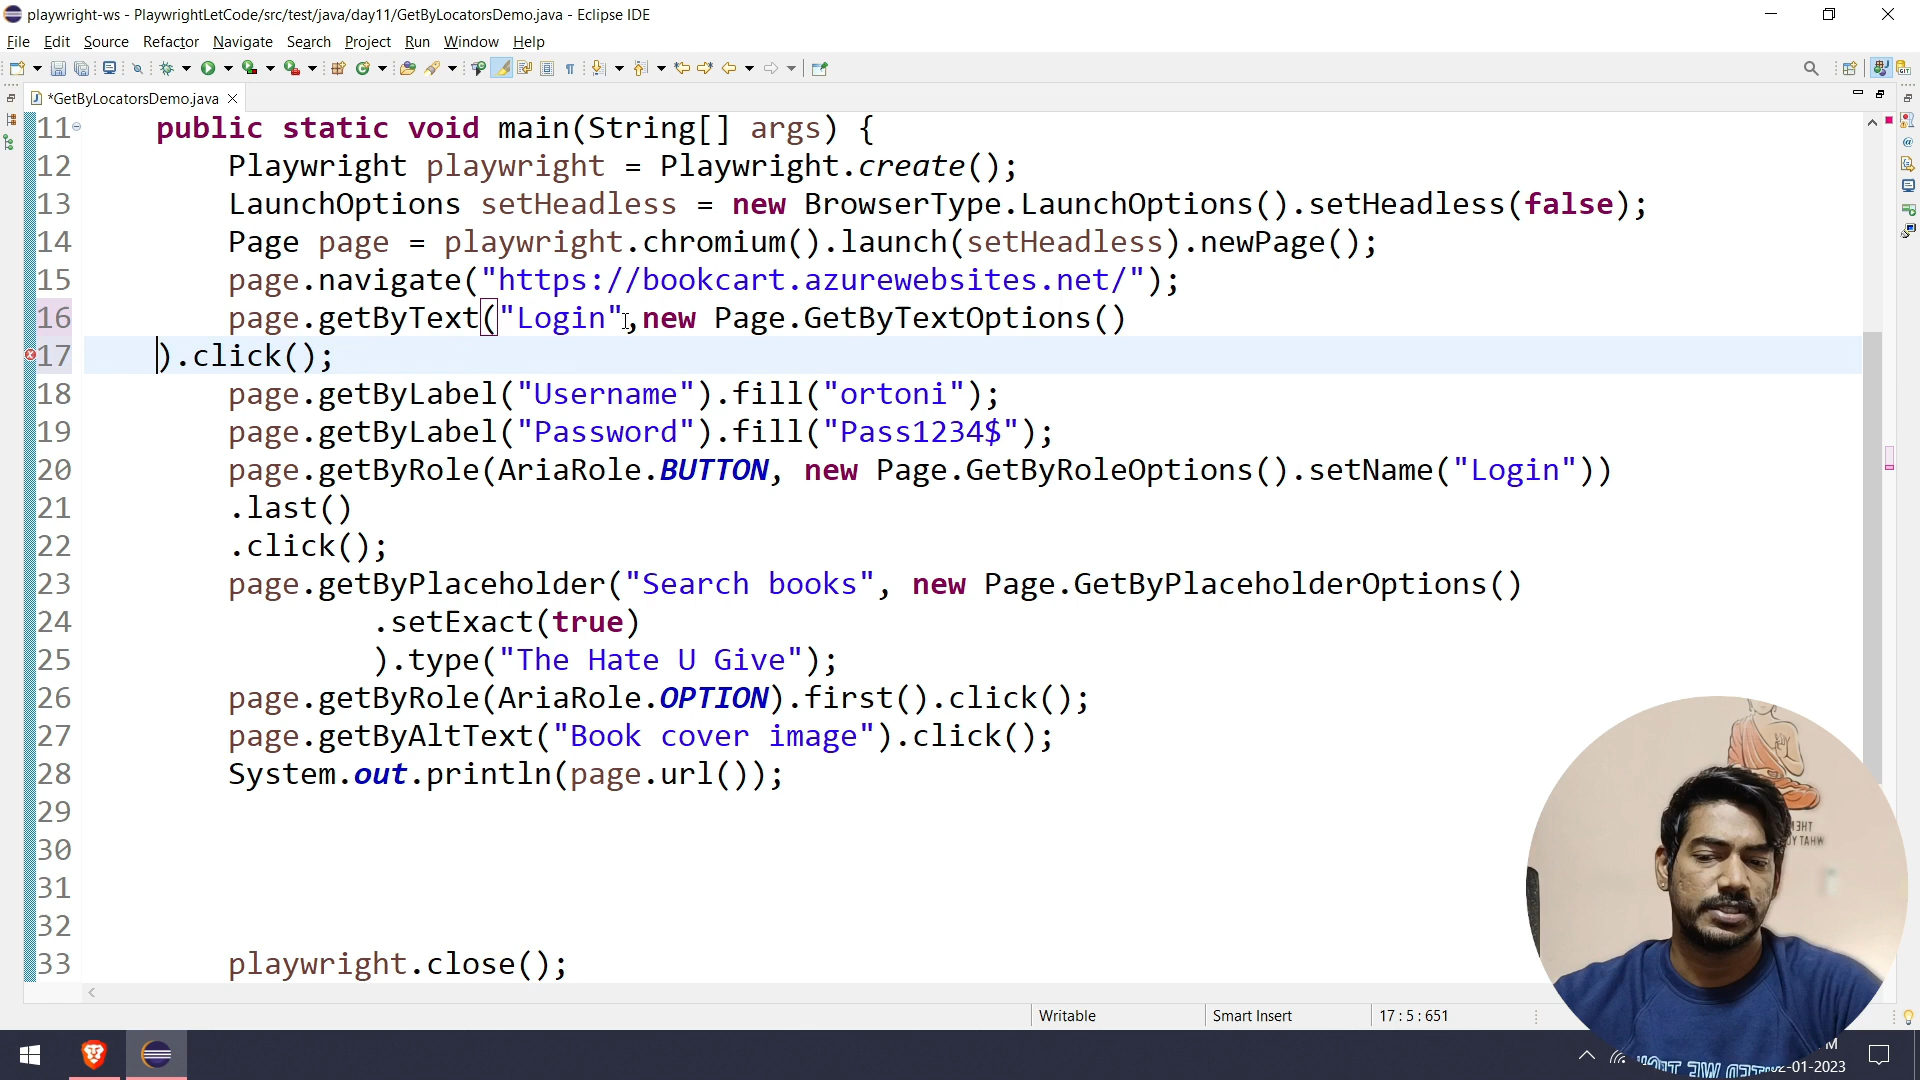 playwright-ws - PlaywrightLetCode/src/test/java/day11/GetByLocatorsDemo.java - Eclipse IDE
File Edit Source Refactor Navigate Search Project Run Window Help
*GetByLocatorsDemo.java
11 public static void main(String[] args) {
12 Playwright playwright = Playwright.create();
13 LaunchOptions setHeadless = new BrowserType.LaunchOptions().setHeadless(false);
14 Page page = playwright.chromium().launch(setHeadless).newPage();
15 page.navigate("https://bookcart.azurewebsites.net/");
16 page.getByText("Login",new Page.GetByTextOptions()
17 ).click();
18 page.getByLabel("Username").fill("ortoni");
19 page.getByLabel("Password").fill("Pass1234$");
20 page.getByRole(AriaRole.BUTTON, new Page.GetByRoleOptions().setName("Login"))
21 .last()
22 .click();
23 page.getByPlaceholder("Search books", new Page.GetByPlaceholderOptions()
24 .setExact(true)
25 ).type("The Hate U Give");
26 page.getByRole(AriaRole.OPTION).first().click();
27 page.getByAltText("Book cover image").click();
28 System.out.println(page.url());
29
30
31
32
33 playwright.close();
Writable Smart Insert 17 : 5 : 651